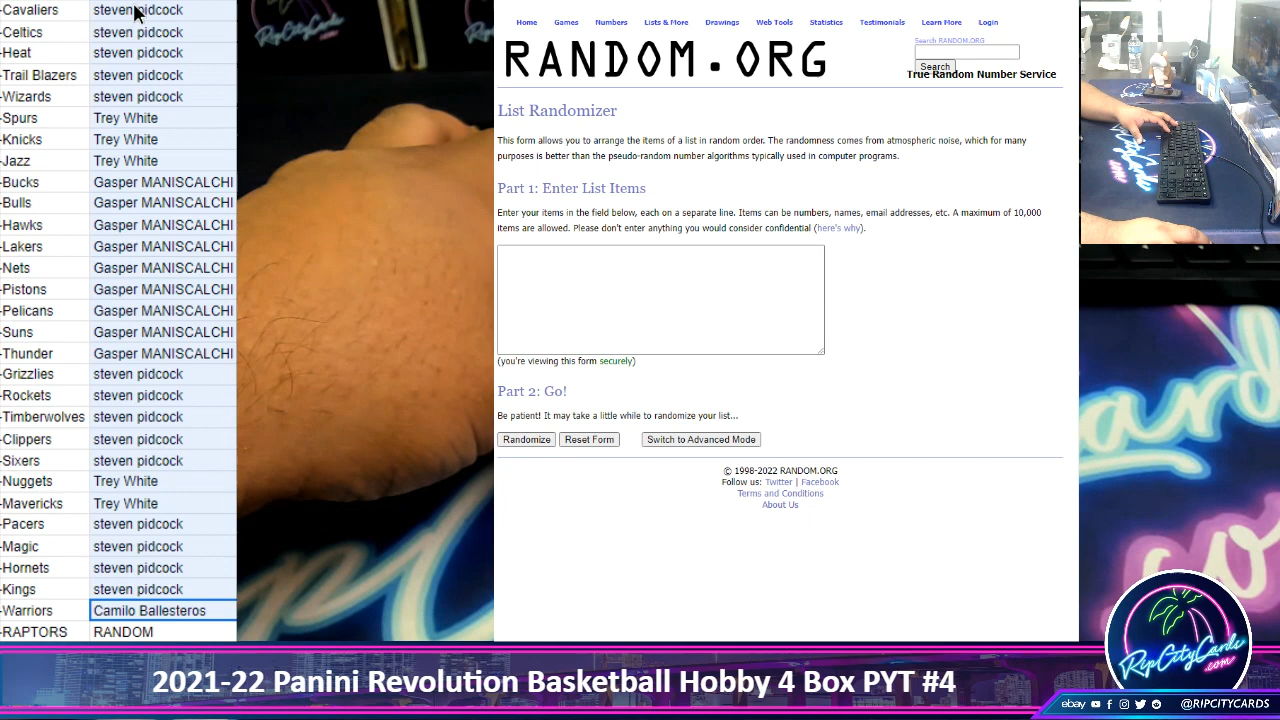 -Cavaliers steven pidcock
-Celtics steven pidcock
-Heat steven pidcock
-Trail Blazers steven pidcock
-Wizards steven pidcock
-Spurs Trey White
-Knicks Trey White
-Jazz Trey White
-Bucks Gasper MANISCALCHI
-Bulls Gasper MANISCALCHI
-Hawks Gasper MANISCALCHI
-Lakers Gasper MANISCALCHI
-Nets Gasper MANISCALCHI
-Pistons Gasper MANISCALCHI
-Pelicans Gasper MANISCALCHI
-Suns Gasper MANISCALCHI
-Thunder Gasper MANISCALCHI
-Grizzlies steven pidcock
-Rockets steven pidcock
-Timberwolves steven pidcock
-Clippers steven pidcock
-Sixers steven pidcock
-Nuggets Trey White
-Mavericks Trey White
-Pacers steven pidcock
-Magic steven pidcock
-Hornets steven pidcock
-Kings steven pidcock
-Warriors Camilo Ballesteros
-RAPTORS RANDOM
RipCityCards
Home Games Numbers Lists & More Drawings Web Tools Statistics Testimonials Learn More Login
RANDOM.ORG
Search RANDOM.ORG
Search
True Random Number Service
List Randomizer
This form allows you to arrange the items of a list in random order. The randomness comes from atmospheric noise, which for many
purposes is better than the pseudo-random number algorithms typically used in computer programs.
Part 1: Enter List Items
Enter your items in the field below, each on a separate line. Items can be numbers, names, email addresses, etc. A maximum of 10,000
items are allowed. Please don't enter anything you would consider confidential (here's why).
(you're viewing this form securely)
Part 2: Go!
Be patient! It may take a little while to randomize your list...
Randomize Reset Form Switch to Advanced Mode
© 1998-2022 RANDOM.ORG
Follow us: Twitter | Facebook
Terms and Conditions
About Us
2021-22 Panini Revolution Basketball Hobby 4 Box PYT #4
RipCityCards
.com
ebay @RIPCITYCARDS